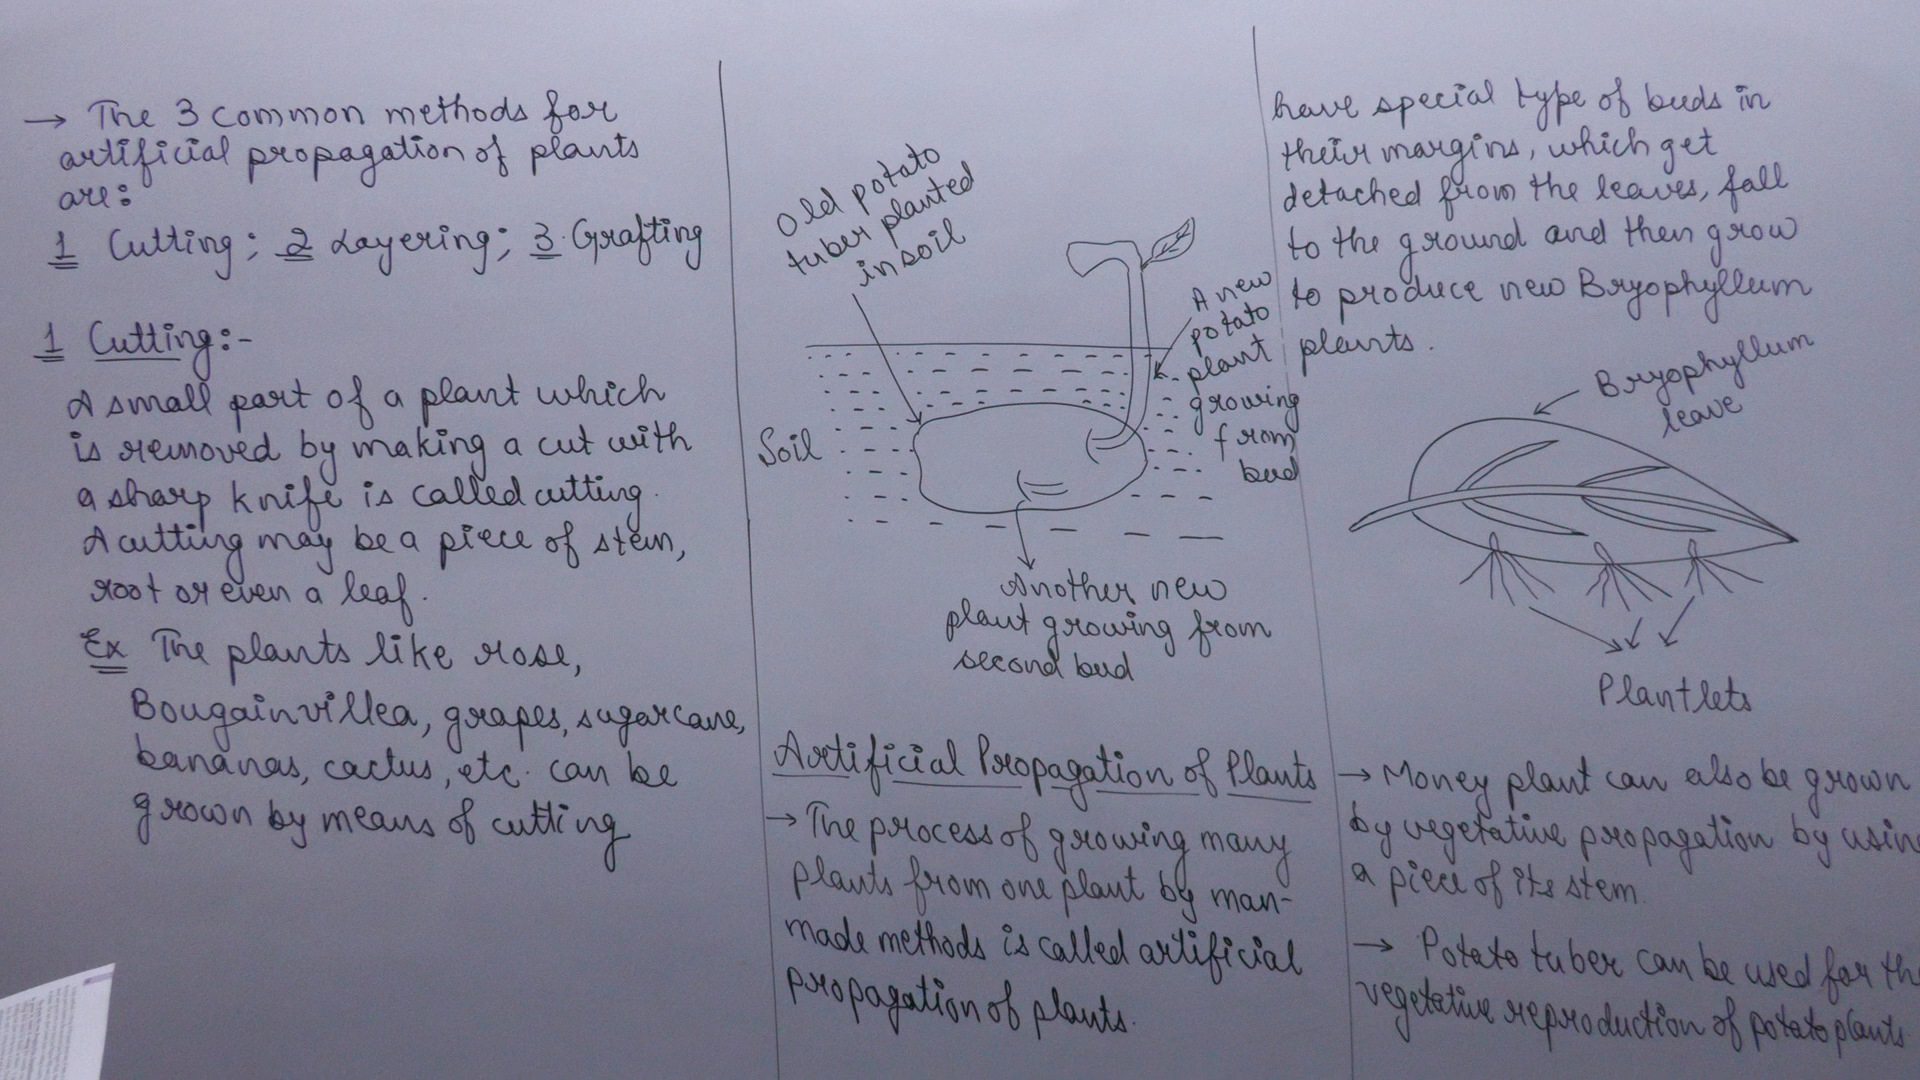 → The 3 common methods for
artificial propagation of plants
are:
1 Cutting; 2 Layering; 3. Grafting
1 Cutting:-
A small part of a plant which
is removed by making a cut with
a sharp knife is called cutting.
A cutting may be a piece of stem,
root or even a leaf.
Ex The plants like rose,
Bougainvillea, grapes, sugarcane,
bananas, cactus, etc. can be
grown by means of cutting
Old potato
tuber planted
in soil
A new
potato
plant
growing
from
bud
Soil
Another new
plant growing from
second bud
Artificial Propagation of Plants
→ The process of growing many
plants from one plant by man-
made methods is called artificial
propagation of plants.
have special type of buds in
their margins, which get
detached from the leaves, fall
to the ground and then grow
to produce new Bryophyllum
plants.
Bryophyllum
leave
Plantlets
→ Money plant can also be grown
by vegetative propagation by usin
a piece of its stem.
→ Potato tuber can be used for th
vegetative reproduction of potato plants